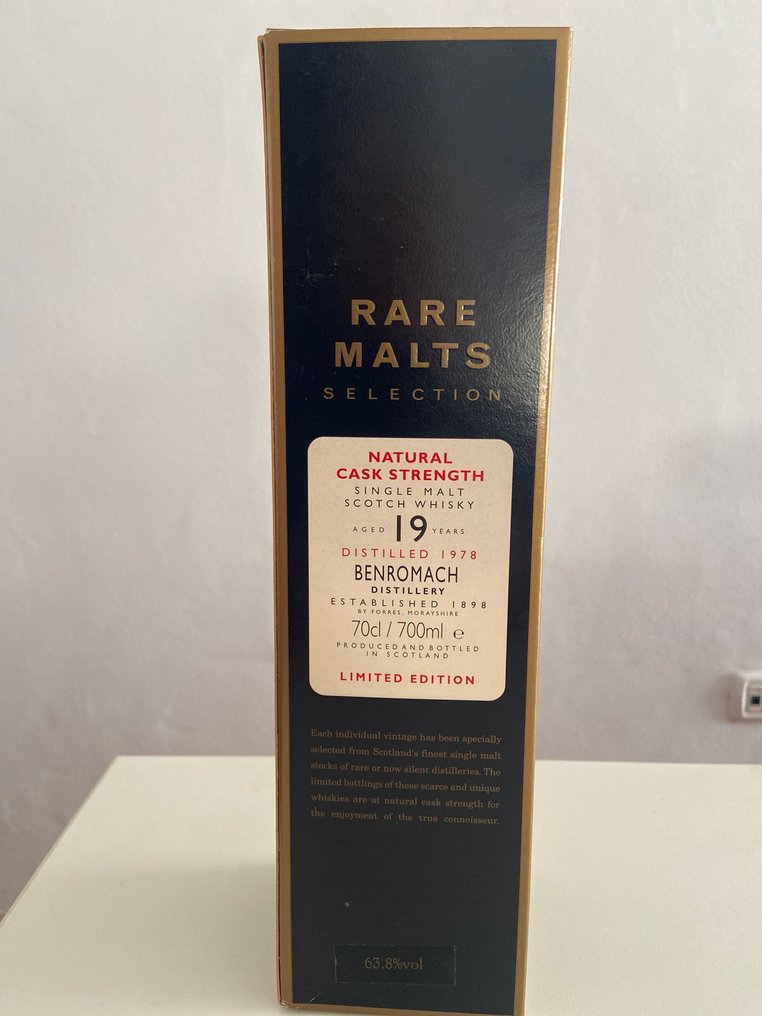 RARE
MALTS
SELECTION
NATURAL
CASK STRENGTH
SINGLE MALT
SCOTCH WHISKY
AGED 19 YEARS
DISTILLED 1978
BENROMACH
DISTILLERY
ESTABLISHED 1898
BY FORRES, MORAYSHIRE
70cl / 700ml e
PRODUCED AND BOTTLED
IN SCOTLAND
LIMITED EDITION
Each individual vintage has been specially
selected from Scotland's finest single malt
stocks of rare or now silent distilleries. The
limited bottlings of these scarce and unique
whiskies are at natural cask strength for
the enjoyment of the true connoisseur.
63.8%vol